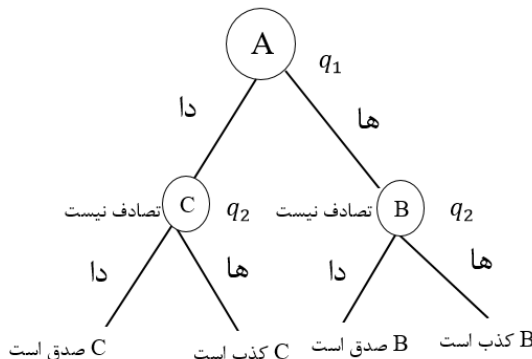 A
q₁
دا
ها
تصادف نیست
C
q₂
تصادف نیست
B
q₂
دا
ها
دا
ها
C صدق است
C کذب است
B صدق است
B کذب است